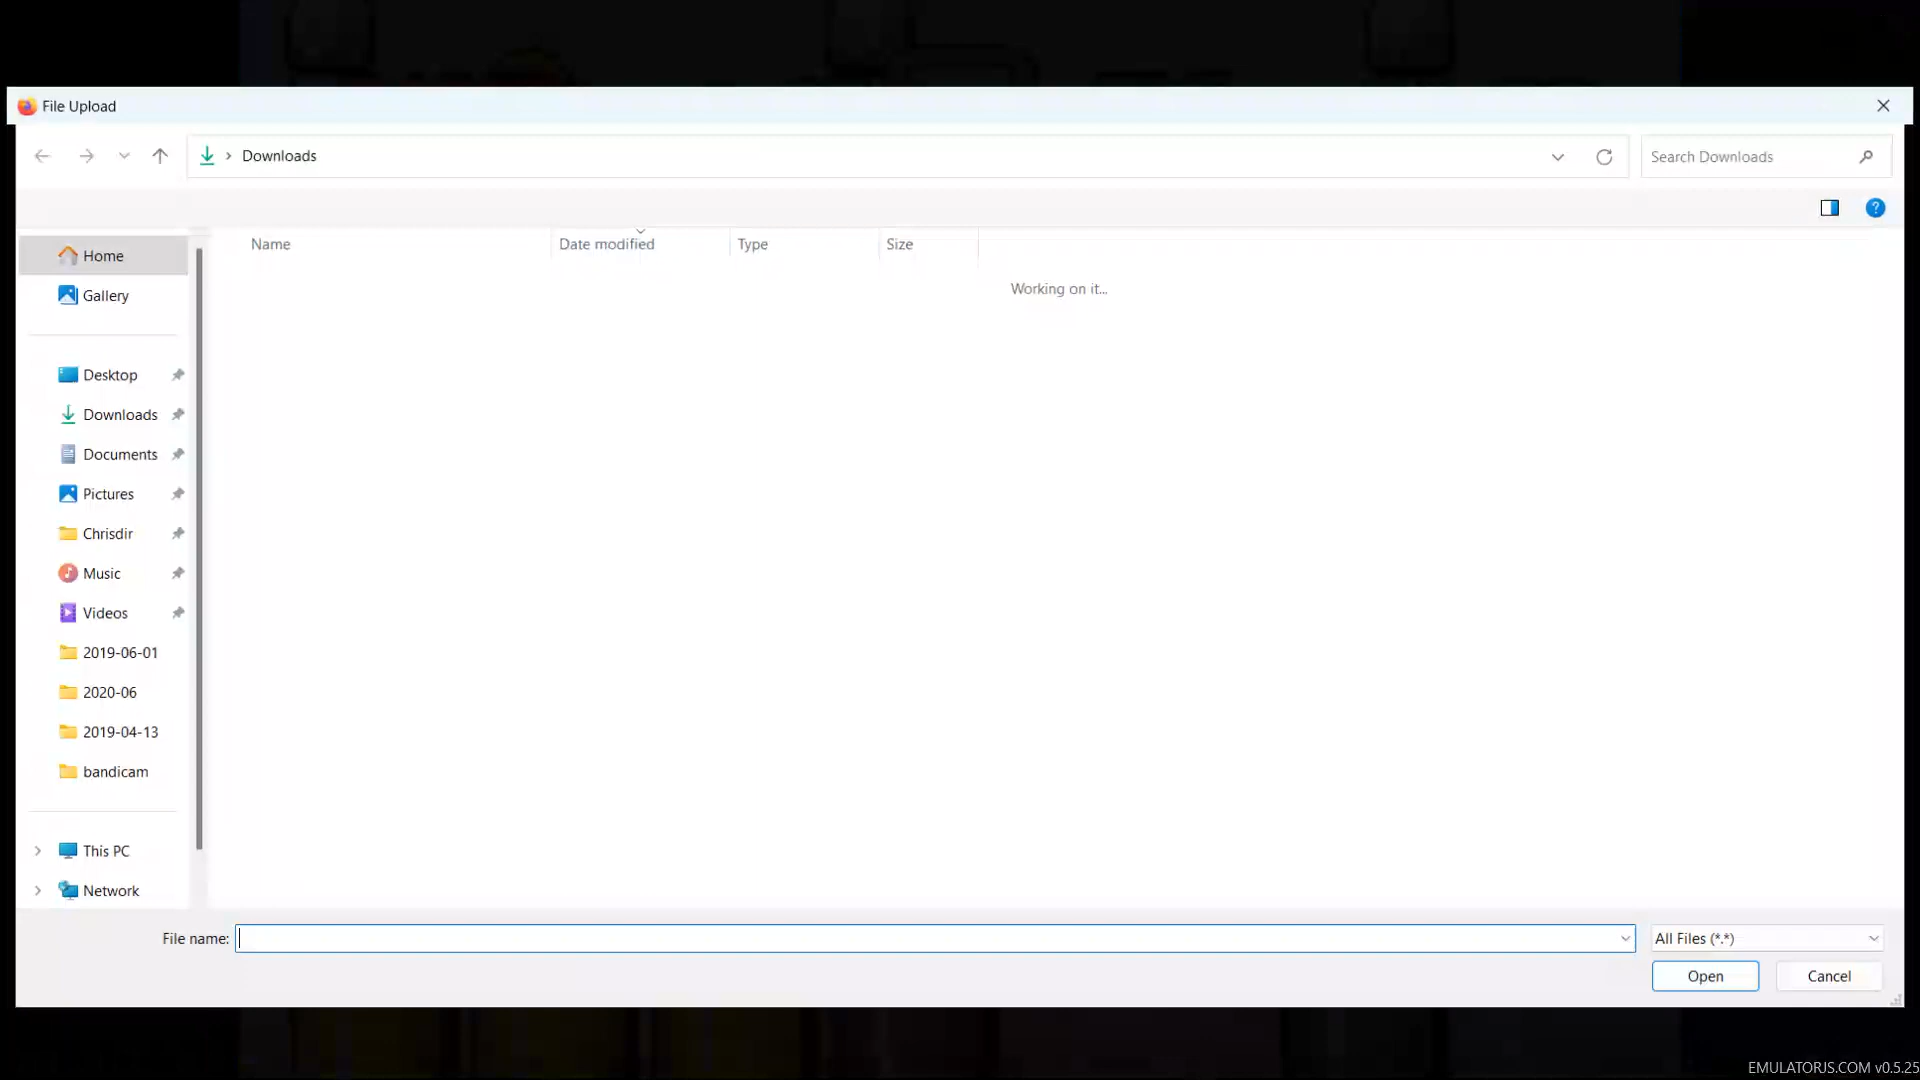 File Upload
Downloads
Search Downloads
Name
Date modified
Type
Size
Working on it...
Home
Gallery
Desktop
Downloads
Documents
Pictures
Chrisdir
Music
Videos
2019-06-01
2020-06
2019-04-13
bandicam
This PC
Network
File name:
All Files (*.*)
Open
Cancel
EMULATORJS.COM v0.5.25